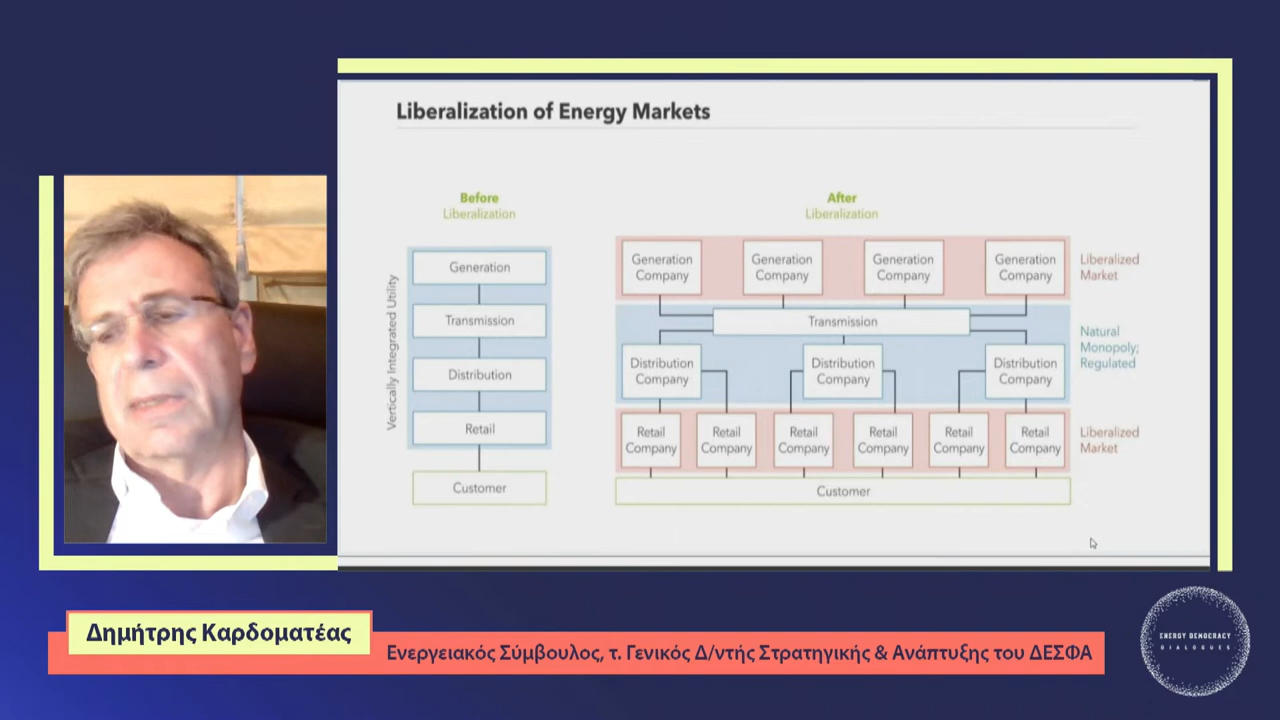 Liberalization of Energy Markets
Before
Liberalization
Vertically Integrated Utility
Generation
Transmission
Distribution
Retail
Customer
After
Liberalization
Generation
Company
Generation
Company
Generation
Company
Generation
Company
Liberalized
Market
Transmission
Distribution
Company
Distribution
Company
Distribution
Company
Natural
Monopoly;
Regulated
Retail
Company
Retail
Company
Retail
Company
Retail
Company
Retail
Company
Retail
Company
Liberalized
Market
Customer
Δημήτρης Καρδοματέας
Ενεργειακός Σύμβουλος, τ. Γενικός Δ/ντής Στρατηγικής & Ανάπτυξης του ΔΕΣΦΑ
ENERGY DEMOCRACY
DIALOGUES